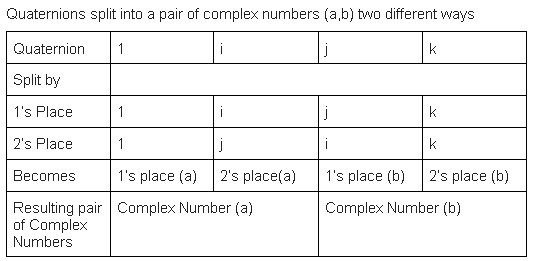 Quaternions split into a pair of complex numbers (a,b) two different ways
Quaternion 1 i j k
Split by
1's Place 1 i j k
2's Place 1 j i k
Becomes 1's place (a) 2's place(a) 1's place (b) 2's place (b)
Resulting pair Complex Number (a) Complex Number (b)
of Complex
Numbers